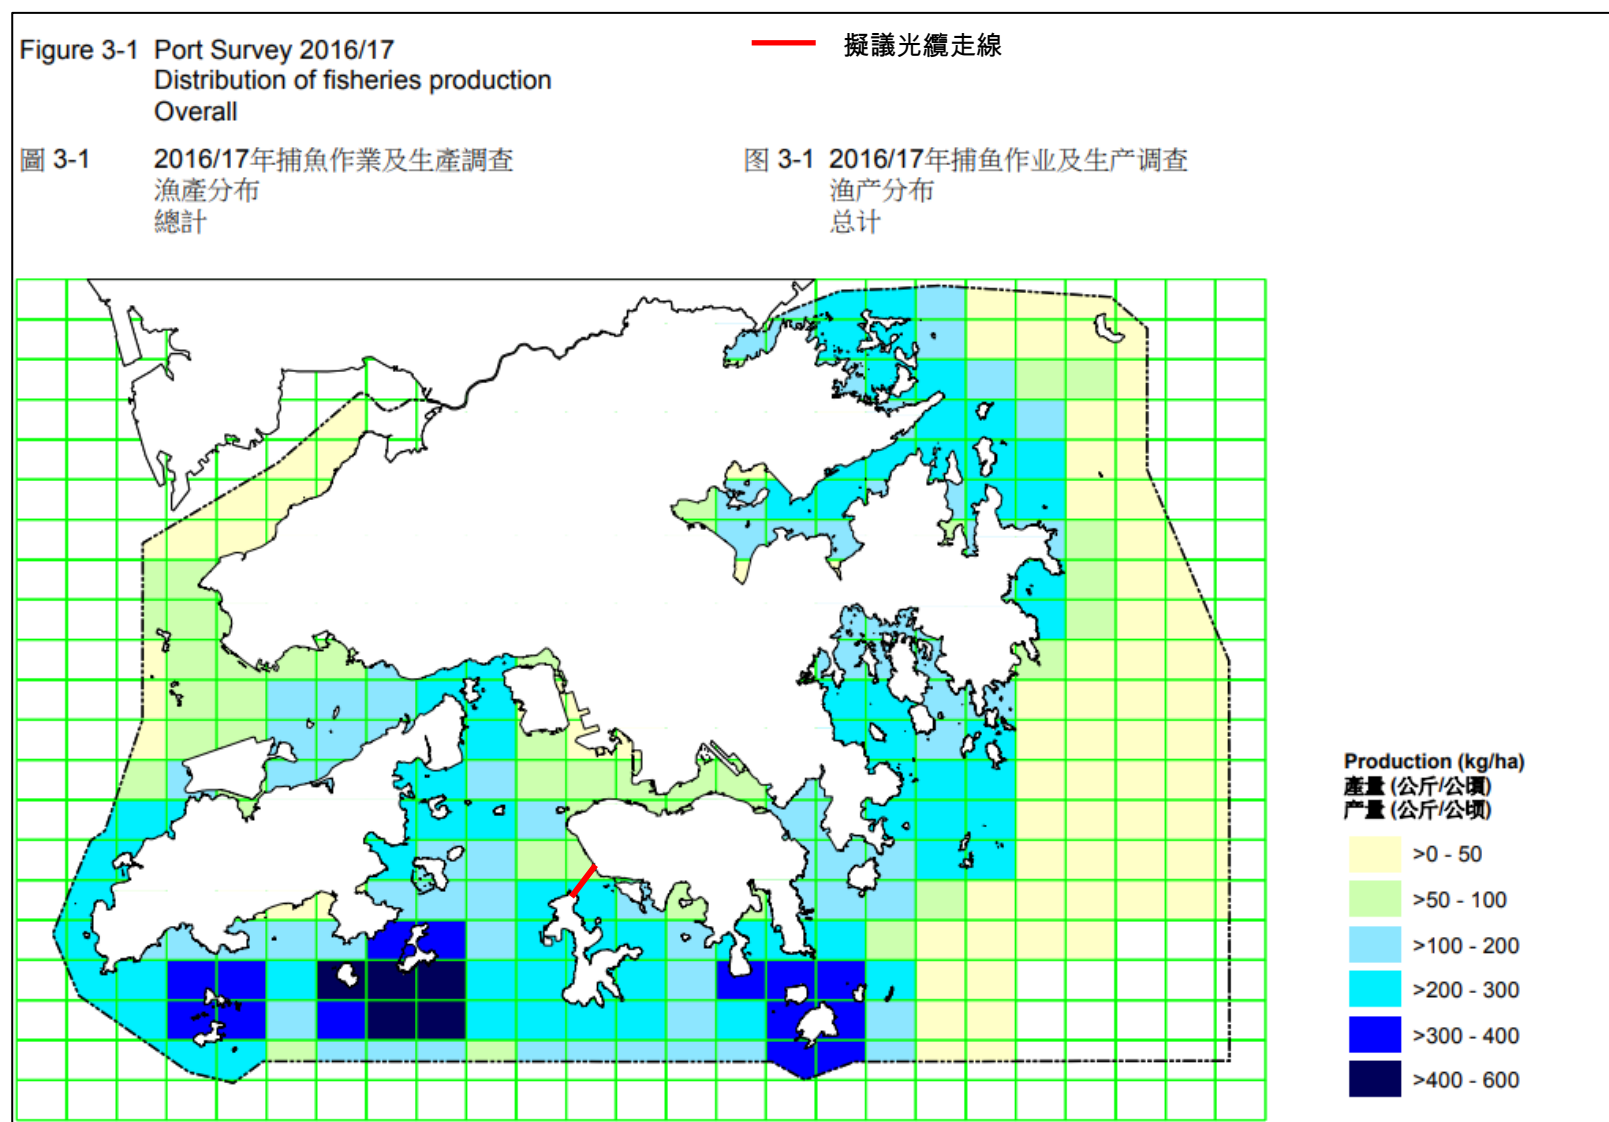 Figure 3-1 Port Survey 2016/17
Distribution of fisheries production
Overall
擬議光纜走線
圖 3-1 2016/17年捕魚作業及生產調查
漁產分布
總計
图 3-1 2016/17年捕鱼作业及生产调查
渔产分布
总计
Production (kg/ha)
產量 (公斤/公頃)
产量 (公斤/公顷)
>0 - 50
>50 - 100
>100 - 200
>200 - 300
>300 - 400
>400 - 600